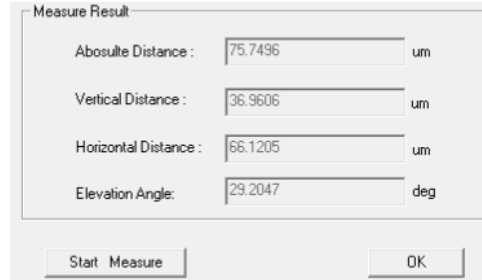 Measure Result
Abosulte Distance : 75.7496 um
Vertical Distance : 36.9606 um
Horizontal Distance : 66.1205 um
Elevation Angle: 29.2047 deg
Start Measure OK